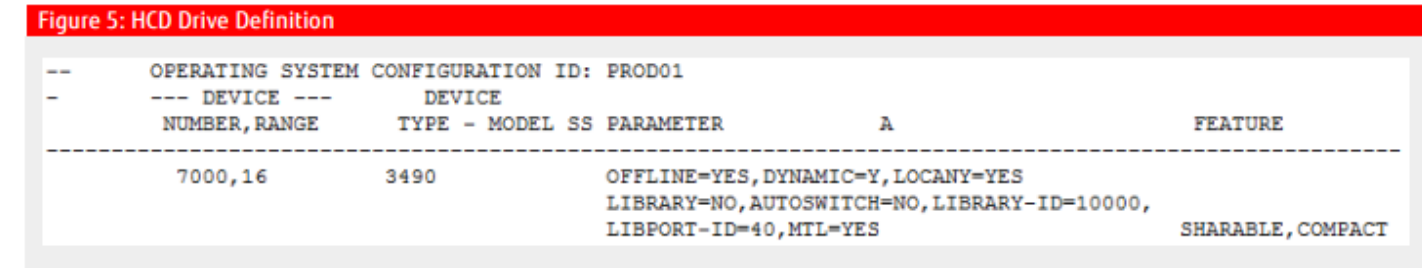 Figure 5: HCD Drive Definition
-- OPERATING SYSTEM CONFIGURATION ID: PROD01
- --- DEVICE --- DEVICE
NUMBER,RANGE TYPE - MODEL SS PARAMETER A FEATURE
--------------------------------------------------------------------------------------------------------
7000,16 3490 OFFLINE=YES,DYNAMIC=Y,LOCANY=YES
LIBRARY=NO,AUTOSWITCH=NO,LIBRARY-ID=10000,
LIBPORT-ID=40,MTL=YES SHARABLE,COMPACT